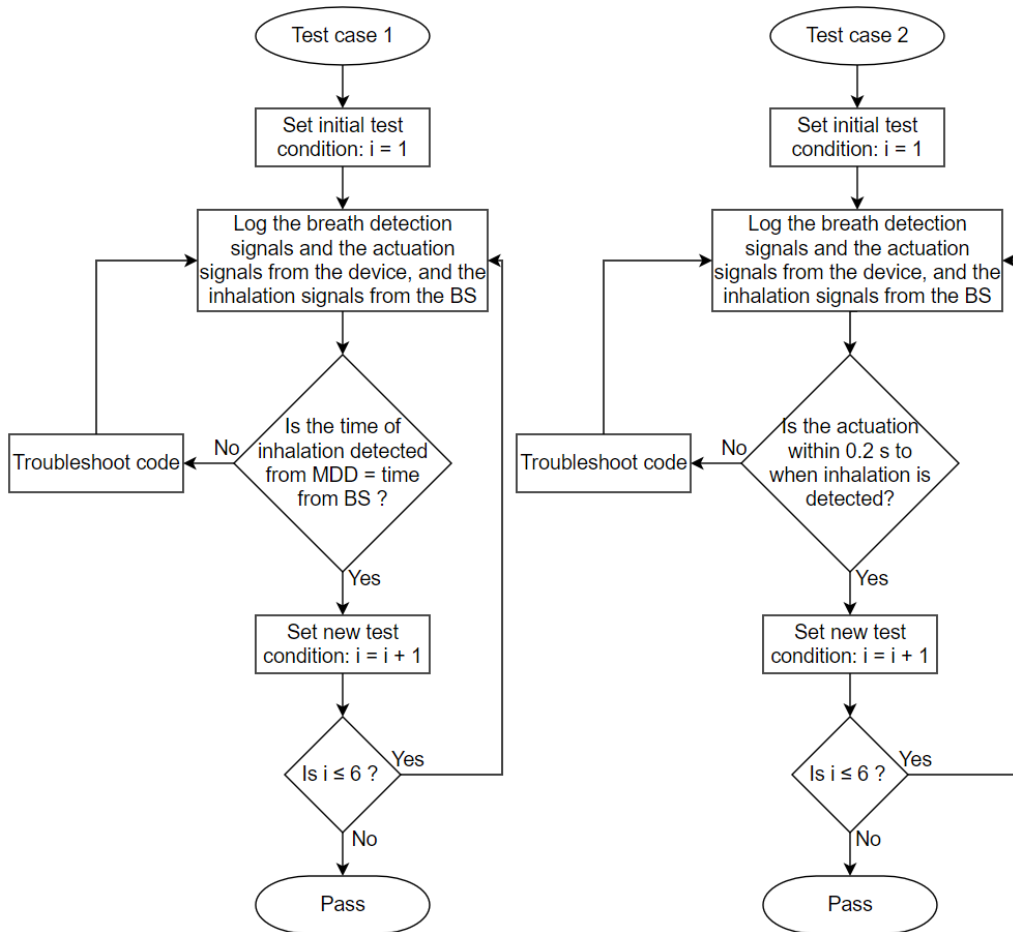 Test case 1
Set initial test
condition: i = 1
Log the breath detection
signals and the actuation
signals from the device, and the
inhalation signals from the BS
Is the time of
inhalation detected
from MDD = time
from BS ?
No
Troubleshoot code
Yes
Set new test
condition: i = i + 1
Is i ≤ 6 ?
Yes
No
Pass
Test case 2
Set initial test
condition: i = 1
Log the breath detection
signals and the actuation
signals from the device, and the
inhalation signals from the BS
Is the actuation
within 0.2 s to
when inhalation is
detected?
No
Troubleshoot code
Yes
Set new test
condition: i = i + 1
Is i ≤ 6 ?
Yes
No
Pass